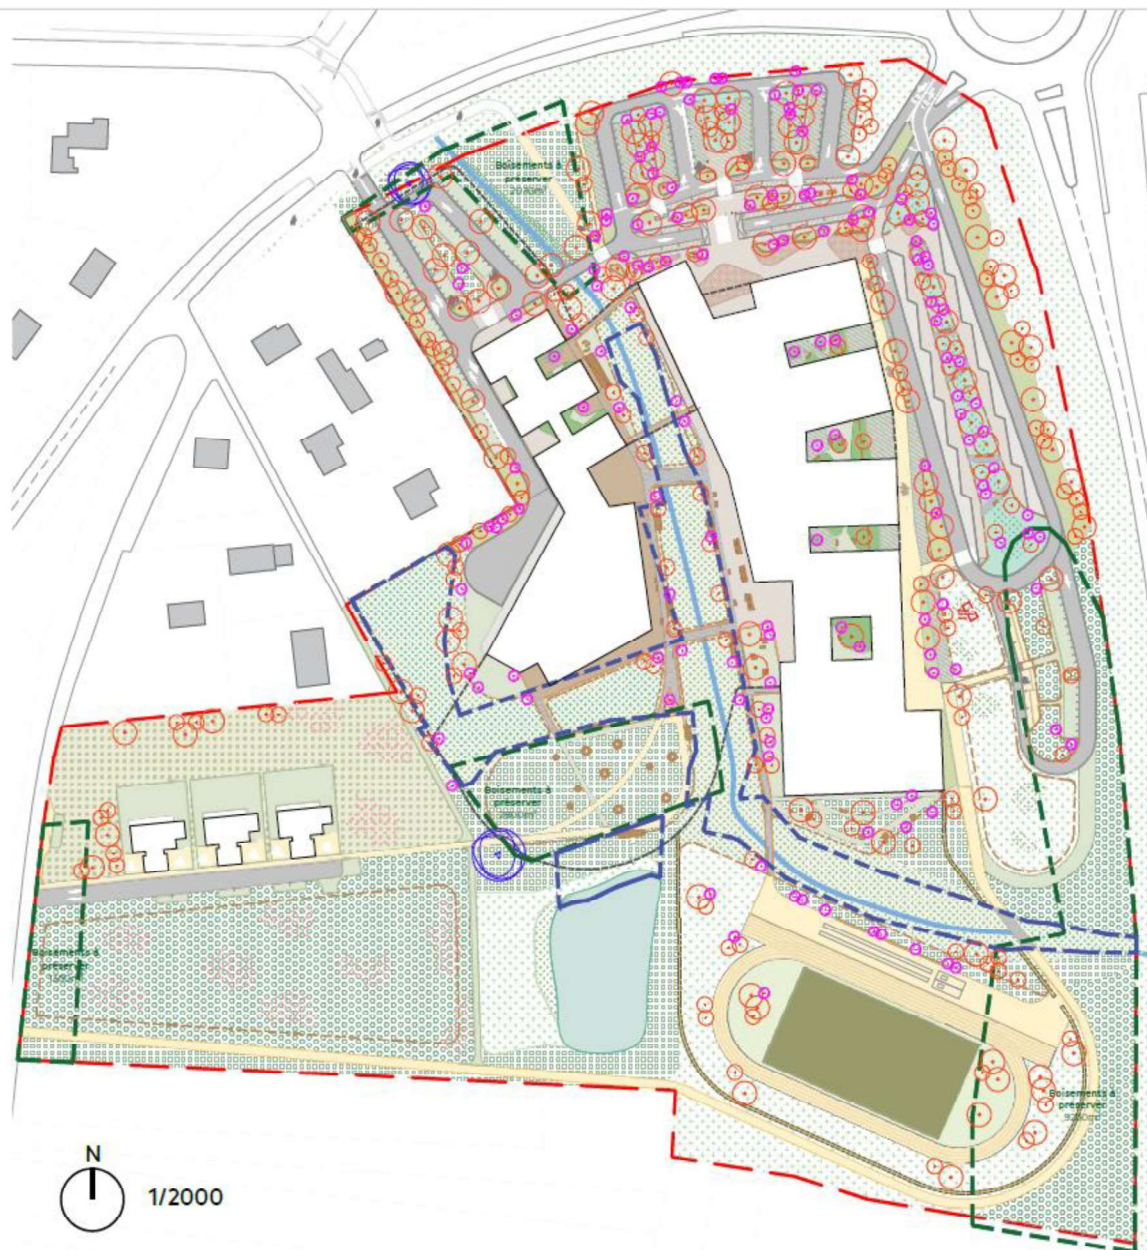 Boisements à
préserver
Boisements à
préserver
Boisements à
préserver
Boisements à
préserver
N
1/2000